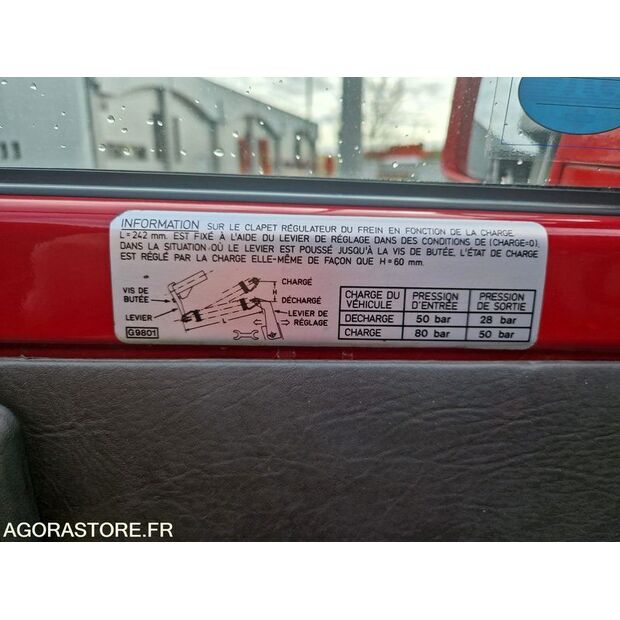 INFORMATION SUR LE CLAPET RÉGULATEUR DU FREIN EN FONCTION DE LA CHARGE.
L=242 mm. EST FIXÉ À L'AIDE DU LEVIER DE RÉGLAGE DANS DES CONDITIONS DE (CHARGE=0).
DANS LA SITUATION OÙ LE LEVIER EST POUSSÉ JUSQU'À LA VIS DE BUTÉE, L'ÉTAT DE CHARGE
EST RÉGLÉ PAR LA CHARGE ELLE-MÊME DE FAÇON QUE H=60 mm.
VIS DE
BUTÉE
LEVIER
G9801
CHARGÉ
H
DÉCHARGÉ
LEVIER DE
RÉGLAGE
L
CHARGE DU VÉHICULE PRESSION D'ENTRÉE PRESSION DE SORTIE
DECHARGE 50 bar 28 bar
CHARGE 80 bar 50 bar
AGORASTORE.FR